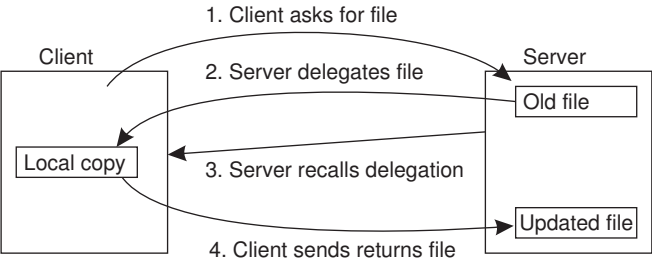 1. Client asks for file
Client
Server
2. Server delegates file
Old file
Local copy
3. Server recalls delegation
Updated file
4. Client sends returns file